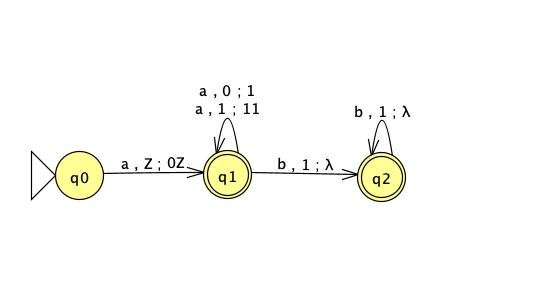 a , 0 ; 1
a , 1 ; 11
b , 1 ; λ
a , Z ; 0Z
b , 1 ; λ
q0
q1
q2